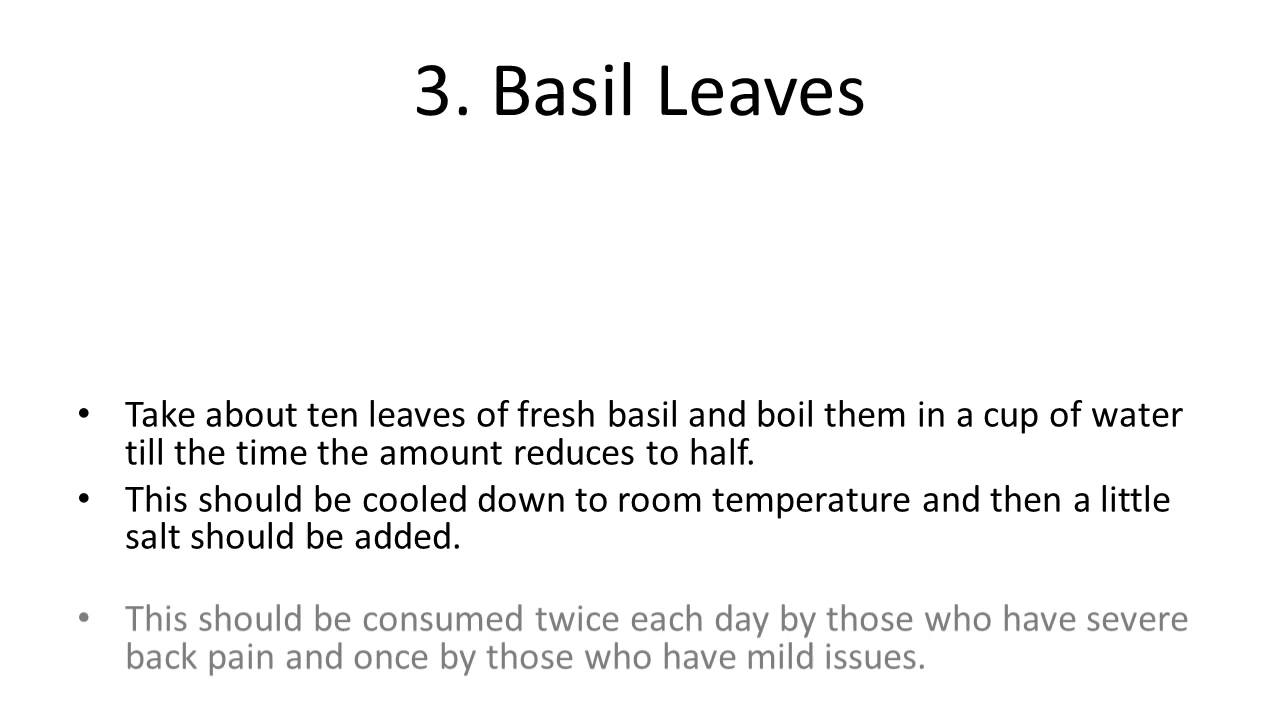 3. Basil Leaves
• Take about ten leaves of fresh basil and boil them in a cup of water
till the time the amount reduces to half.
• This should be cooled down to room temperature and then a little
salt should be added.
• This should be consumed twice each day by those who have severe
back pain and once by those who have mild issues.